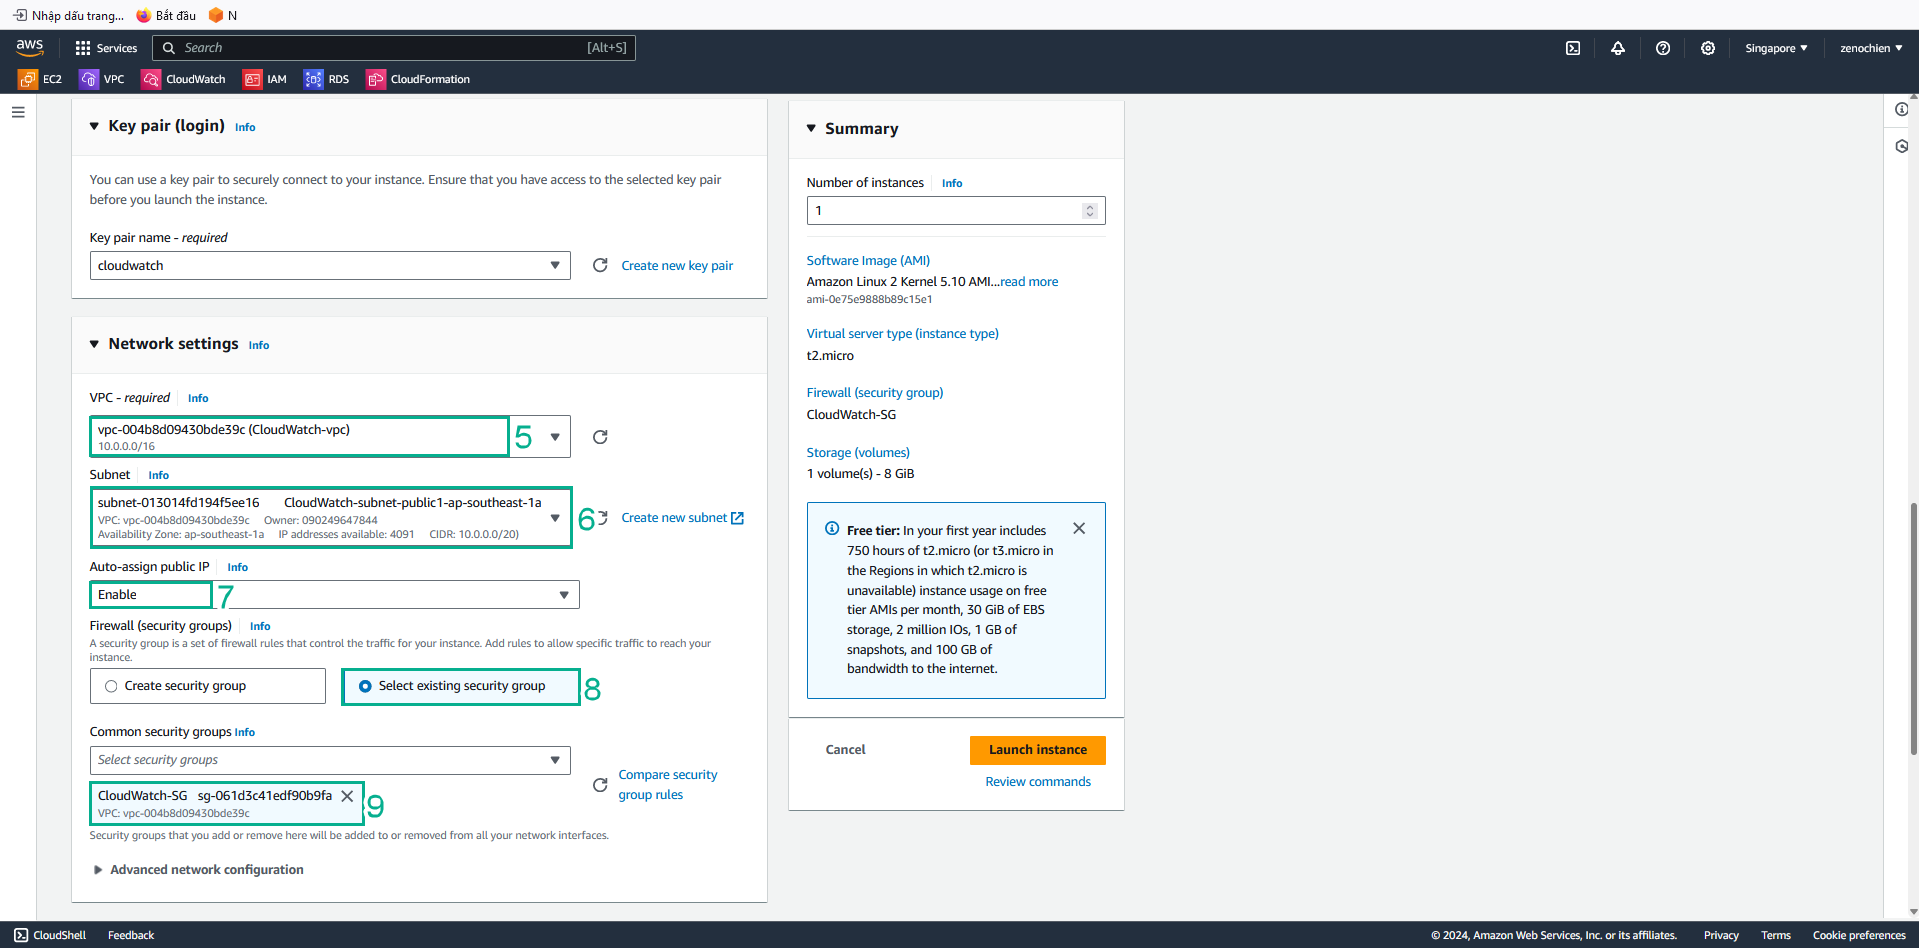 Nhập dấu trang... Bắt đầu N
aws Services Search [Alt+S] Singapore ▼ zenochien ▼
EC2 VPC CloudWatch IAM RDS CloudFormation
▼ Key pair (login) Info
You can use a key pair to securely connect to your instance. Ensure that you have access to the selected key pair
before you launch the instance.
Key pair name - required
cloudwatch ▼ Create new key pair
▼ Network settings Info
VPC - required Info
vpc-004b8d09430bde39c (CloudWatch-vpc)
10.0.0.0/16
5
Subnet Info
subnet-013014fd194f5ee16 CloudWatch-subnet-public1-ap-southeast-1a
VPC: vpc-004b8d09430bde39c Owner: 090249647844
Availability Zone: ap-southeast-1a IP addresses available: 4091 CIDR: 10.0.0.0/20)
6
Create new subnet
Auto-assign public IP Info
Enable 7
Firewall (security groups) Info
A security group is a set of firewall rules that control the traffic for your instance. Add rules to allow specific traffic to reach your
instance.
Create security group Select existing security group 8
Common security groups Info
Select security groups
Compare security
group rules
CloudWatch-SG sg-061d3c41edf90b9fa
VPC: vpc-004b8d09430bde39c
9
Security groups that you add or remove here will be added to or removed from all your network interfaces.
Advanced network configuration
▼ Summary
Number of instances Info
1
Software Image (AMI)
Amazon Linux 2 Kernel 5.10 AMI...read more
ami-0e75e9888b89c15e1
Virtual server type (instance type)
t2.micro
Firewall (security group)
CloudWatch-SG
Storage (volumes)
1 volume(s) - 8 GiB
Free tier: In your first year includes
750 hours of t2.micro (or t3.micro in
the Regions in which t2.micro is
unavailable) instance usage on free
tier AMIs per month, 30 GiB of EBS
storage, 2 million IOs, 1 GB of
snapshots, and 100 GB of
bandwidth to the internet.
Cancel Launch instance
Review commands
CloudShell Feedback © 2024, Amazon Web Services, Inc. or its affiliates. Privacy Terms Cookie preferences